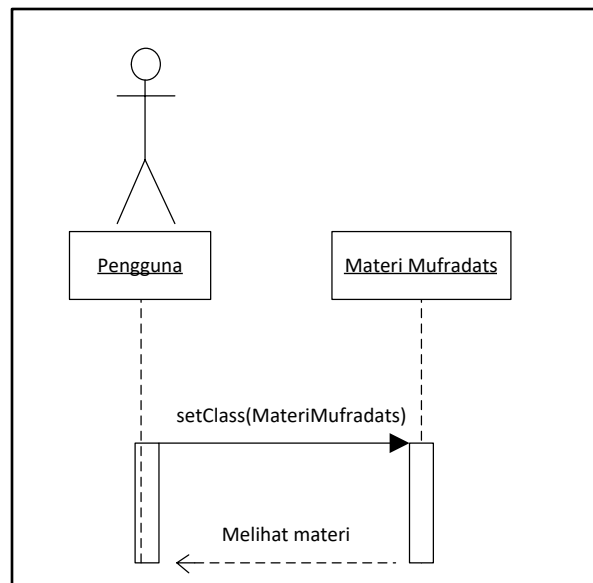 Pengguna
Materi Mufradats
setClass(MateriMufradats)
Melihat materi